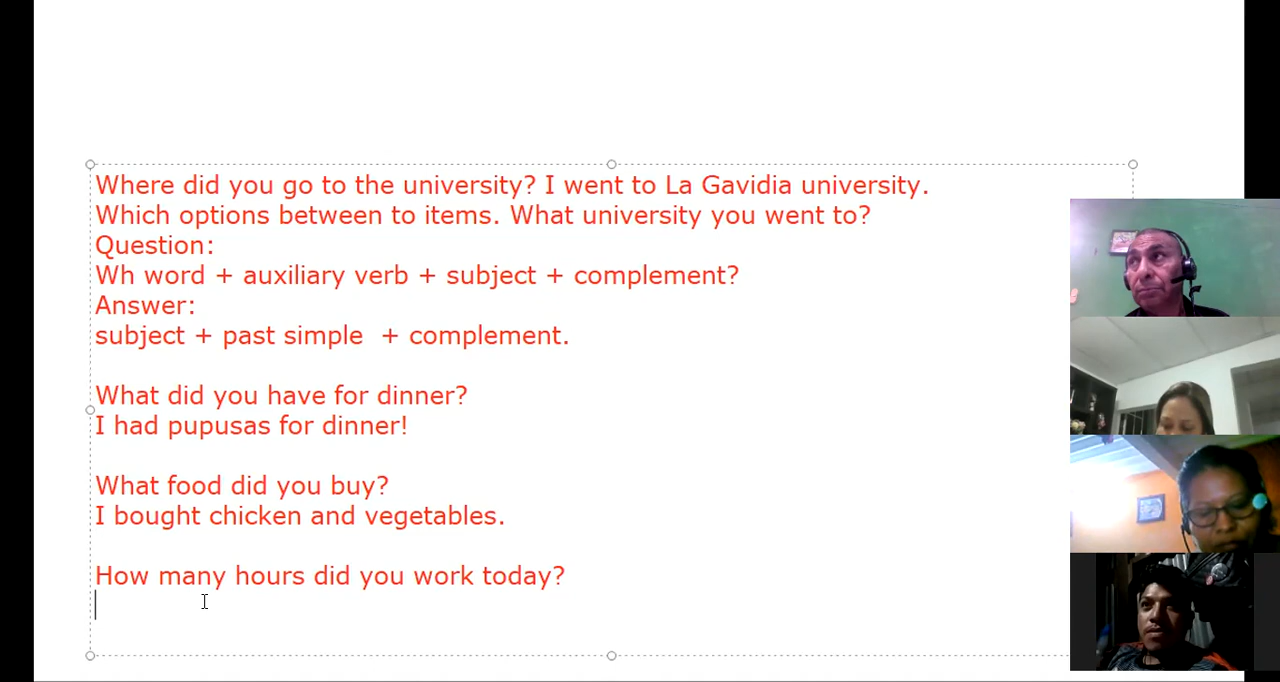 Where did you go to the university? I went to La Gavidia university.
Which options between to items. What university you went to?
Question:
Wh word + auxiliary verb + subject + complement?
Answer:
subject + past simple  + complement.
What did you have for dinner?
I had pupusas for dinner!
What food did you buy?
I bought chicken and vegetables.
How many hours did you work today?